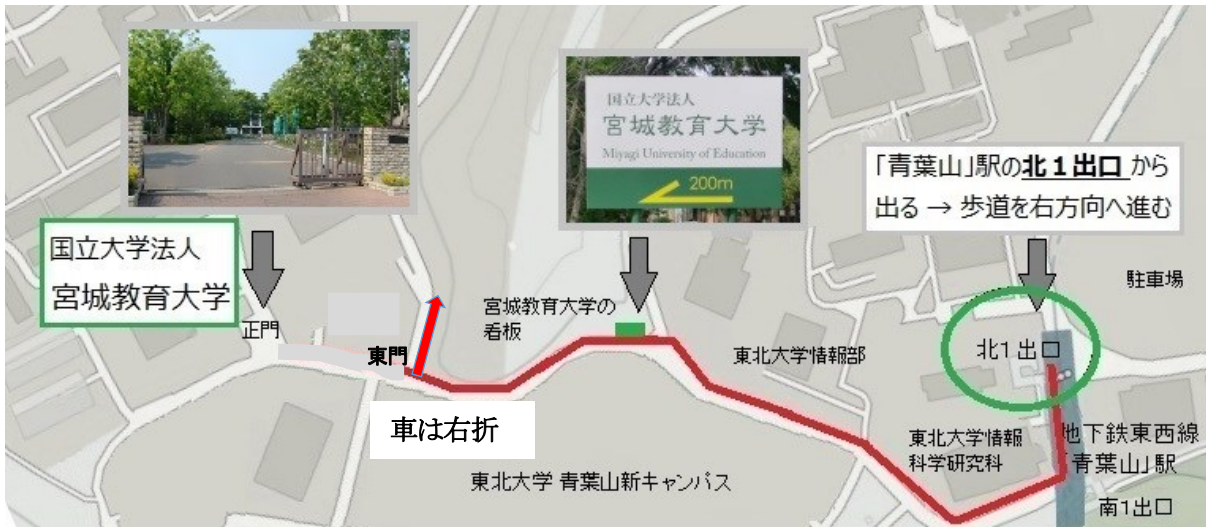 国立大学法人
宮城教育大学
Miyagi University of Education
200m
「青葉山」駅の北1出口から
出る → 歩道を右方向へ進む
国立大学法人
宮城教育大学
正門
東門
車は右折
宮城教育大学の
看板
東北大学情報部
駐車場
北1出口
東北大学情報
科学研究科
地下鉄東西線
「青葉山」駅
南1出口
東北大学 青葉山新キャンパス